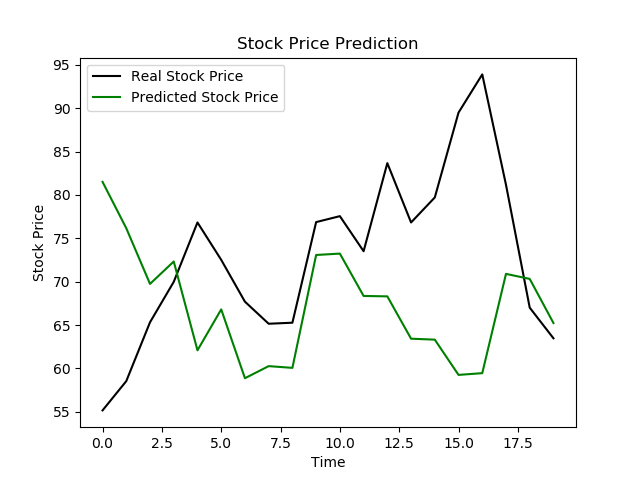 Stock Price Prediction
Real Stock Price
Predicted Stock Price
95
90
85
80
75
70
65
60
55
Stock Price
0.0 2.5 5.0 7.5 10.0 12.5 15.0 17.5
Time